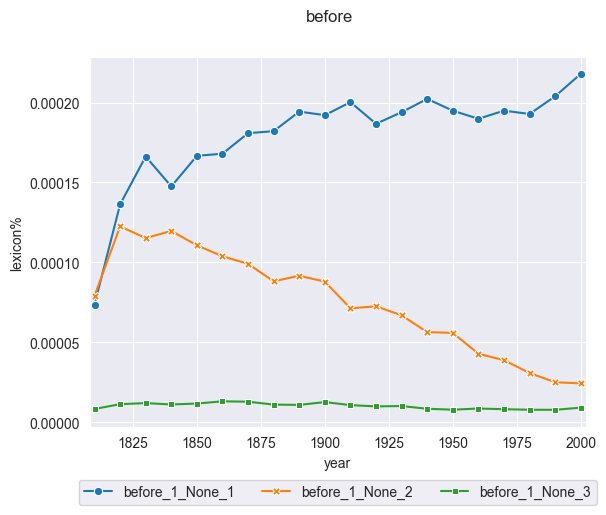 before
0.00020
0.00015
0.00010
0.00005
0.00000
lexicon%
1825 1850 1875 1900 1925 1950 1975 2000
year
before_1_None_1 before_1_None_2 before_1_None_3